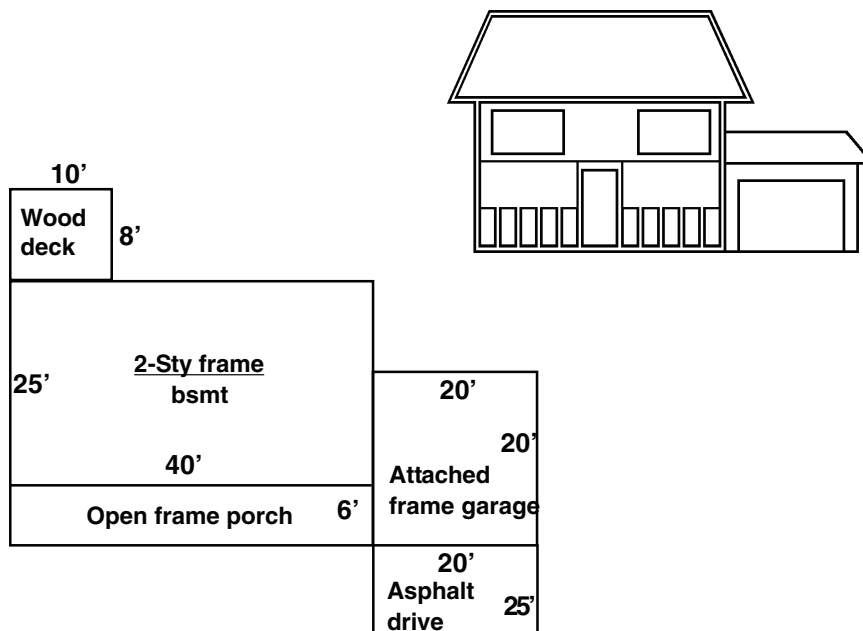 10’
Wood
deck
8’
2-Sty frame
bsmt
25’
40’
Open frame porch
6’
20’
20’
Attached
frame garage
20’
Asphalt
drive
25’